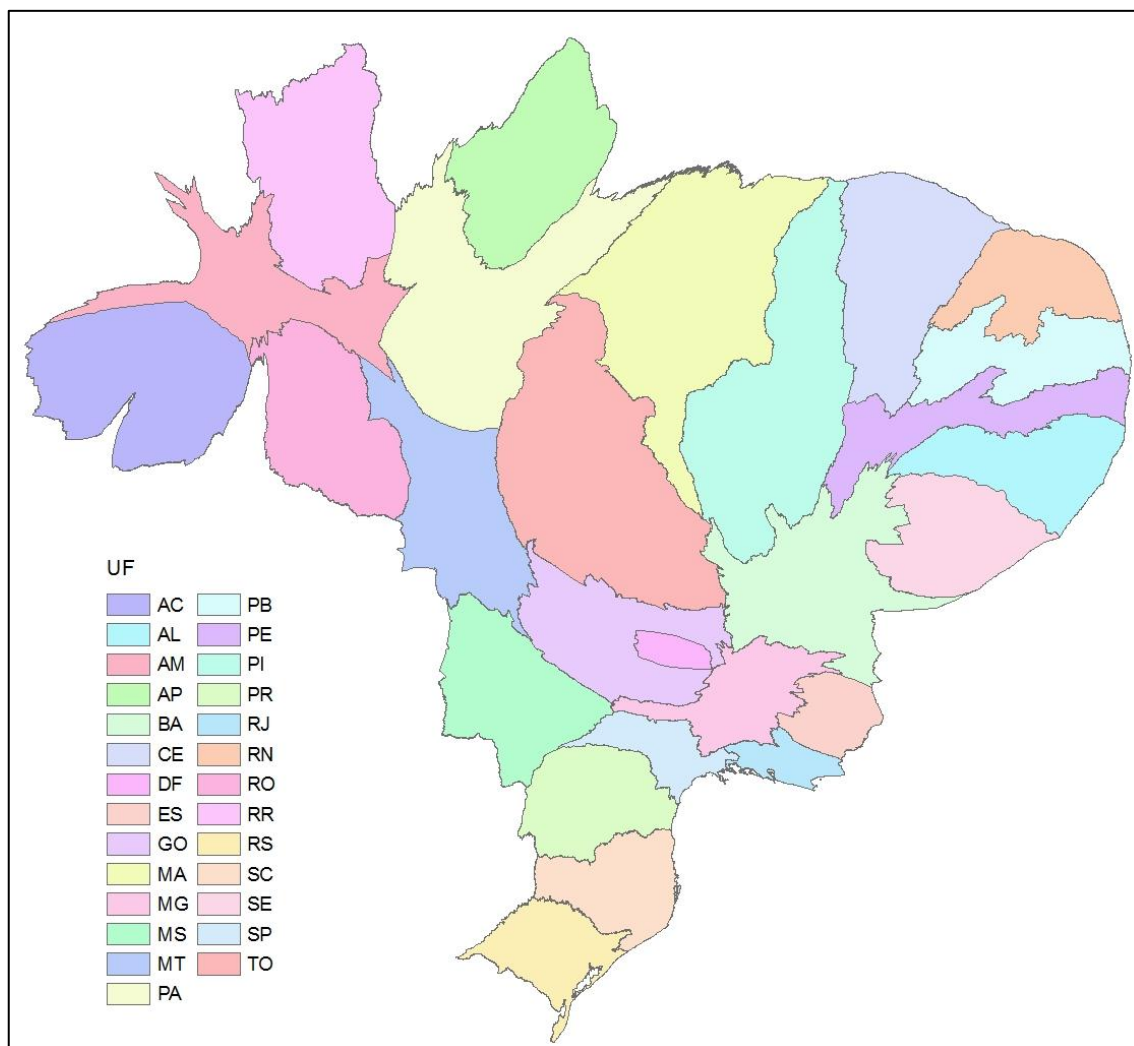 UF
AC PB
AL PE
AM PI
AP PR
BA RJ
CE RN
DF RO
ES RR
GO RS
MA SC
MG SE
MS SP
MT TO
PA